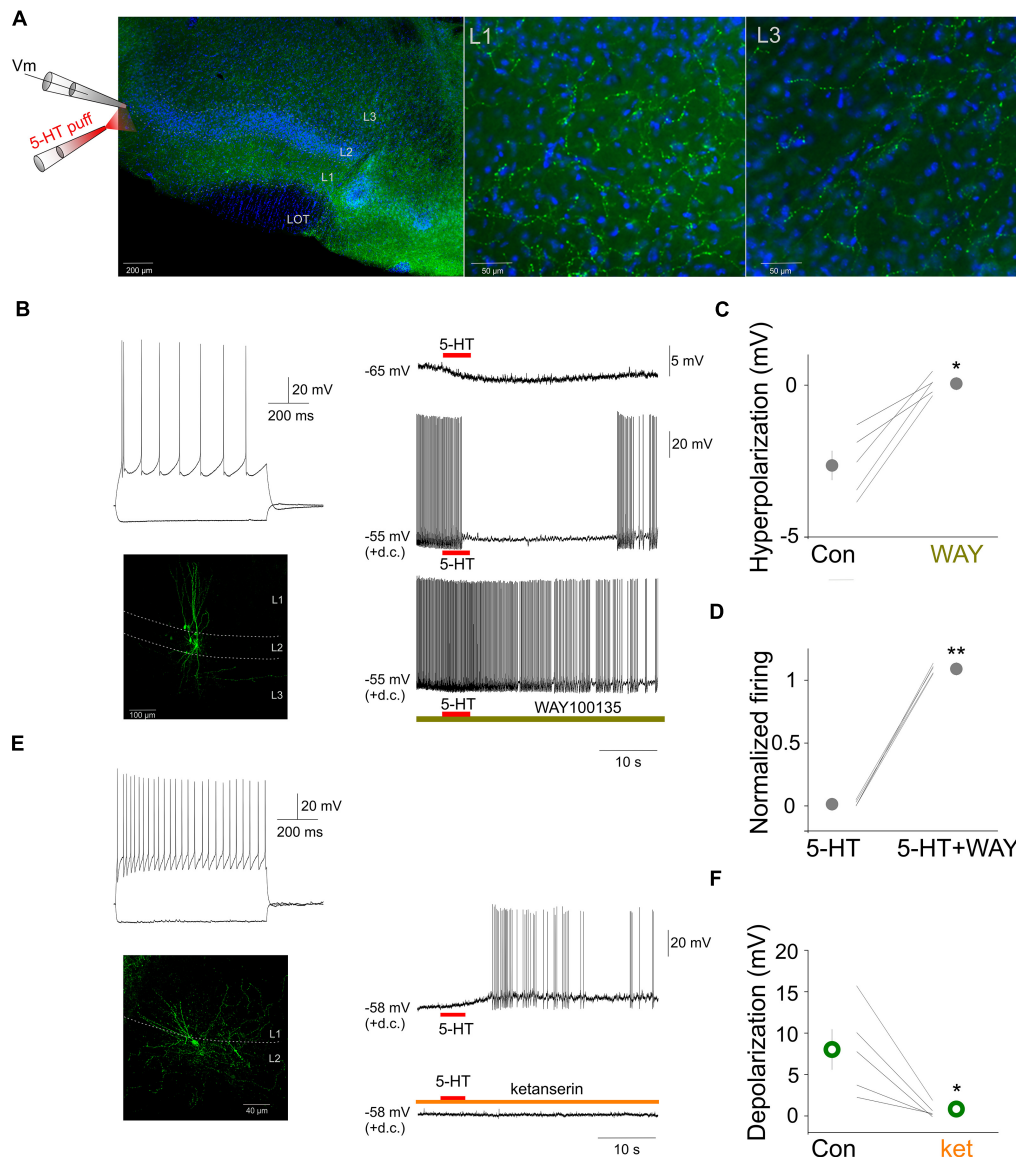 A
Vm
5-HT puff
L3
L2
L1
LOT
200 µm
L1
50 µm
L3
50 µm
B
20 mV
200 ms
L1
L2
L3
100 µm
5-HT
-65 mV
5 mV
20 mV
-55 mV
(+d.c.)
5-HT
-55 mV
(+d.c.)
5-HT
WAY100135
10 s
C
Hyperpolarization (mV)
0
-5
*
Con
WAY
D
Normalized firing
1
0.5
0
**
5-HT
5-HT+WAY
E
20 mV
200 ms
L1
L2
40 µm
20 mV
-58 mV
(+d.c.)
5-HT
5-HT
ketanserin
-58 mV
(+d.c.)
10 s
F
Depolarization (mV)
20
15
10
5
0
*
Con
ket